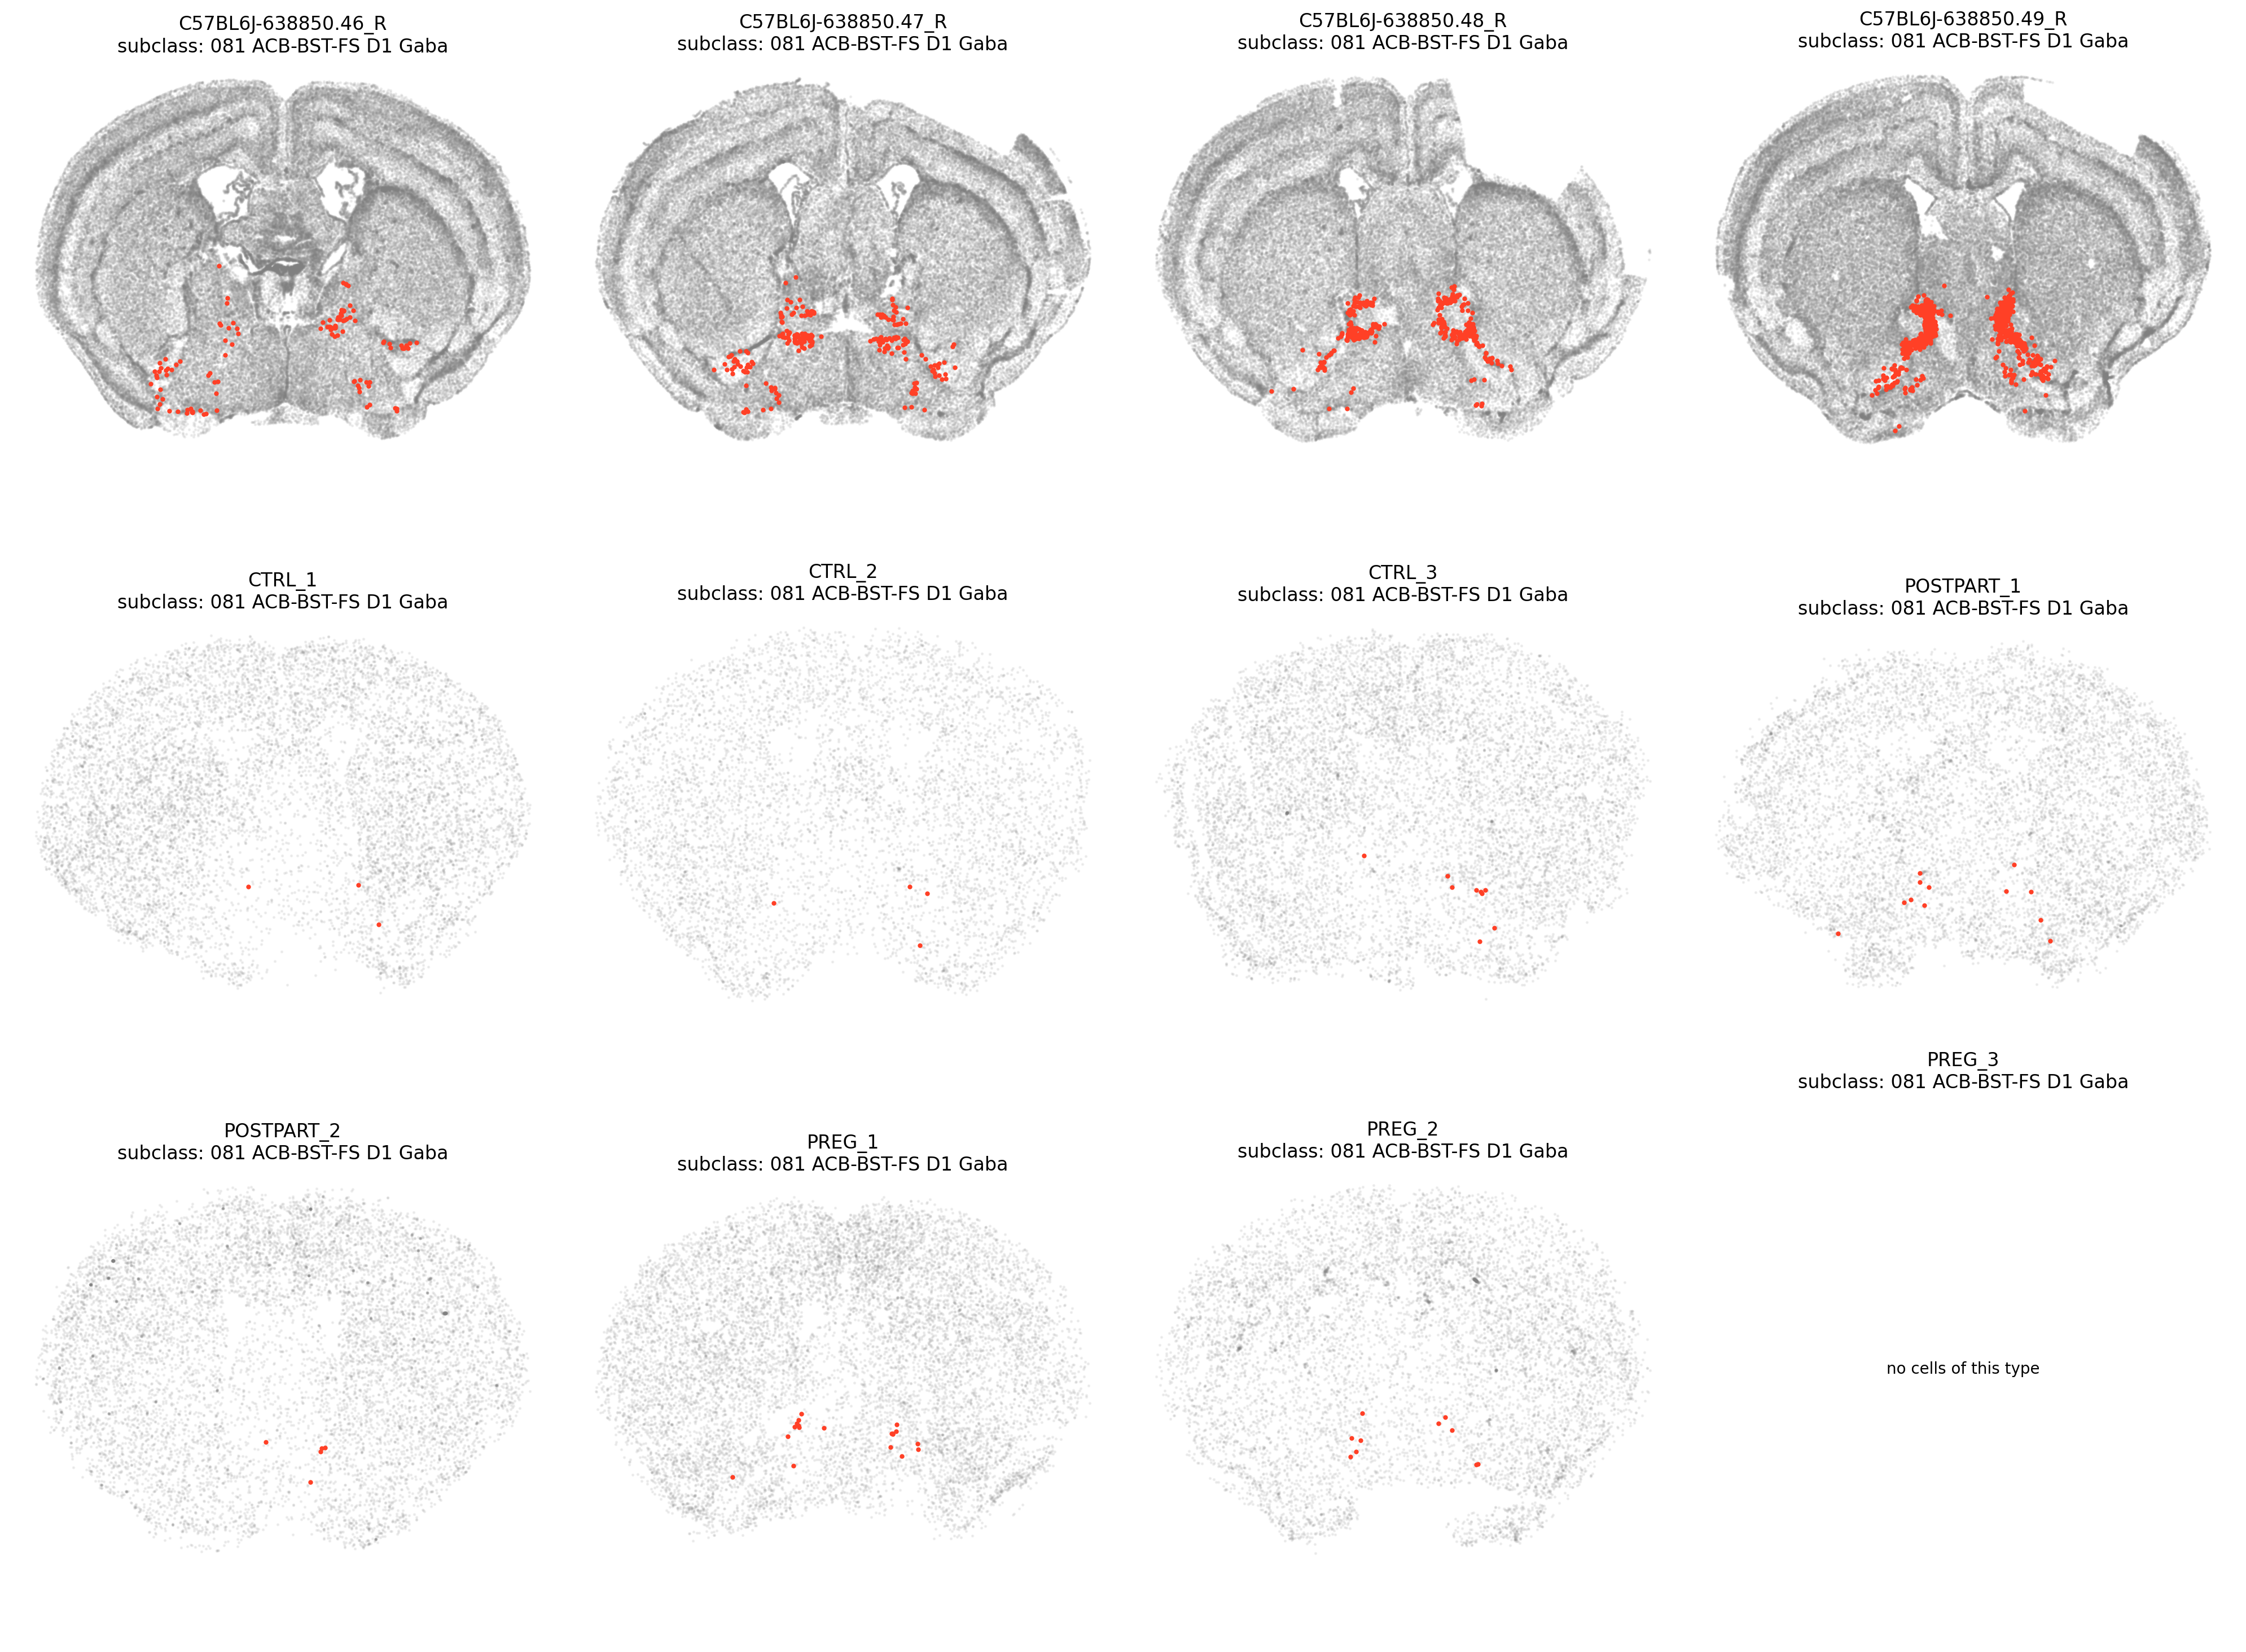 C57BL6J-638850.46_R
subclass: 081 ACB-BST-FS D1 Gaba
C57BL6J-638850.47_R
subclass: 081 ACB-BST-FS D1 Gaba
C57BL6J-638850.48_R
subclass: 081 ACB-BST-FS D1 Gaba
C57BL6J-638850.49_R
subclass: 081 ACB-BST-FS D1 Gaba
CTRL_1
subclass: 081 ACB-BST-FS D1 Gaba
CTRL_2
subclass: 081 ACB-BST-FS D1 Gaba
CTRL_3
subclass: 081 ACB-BST-FS D1 Gaba
POSTPART_1
subclass: 081 ACB-BST-FS D1 Gaba
POSTPART_2
subclass: 081 ACB-BST-FS D1 Gaba
PREG_1
subclass: 081 ACB-BST-FS D1 Gaba
PREG_2
subclass: 081 ACB-BST-FS D1 Gaba
PREG_3
subclass: 081 ACB-BST-FS D1 Gaba
no cells of this type